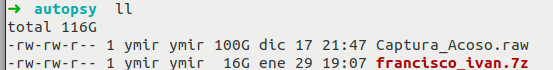 ➜  autopsy  ll
total 116G
-rw-rw-r-- 1 ymir ymir 100G dic 17 21:47 Captura_Acoso.raw
-rw-rw-r-- 1 ymir ymir  16G ene 29 19:07 francisco_ivan.7z